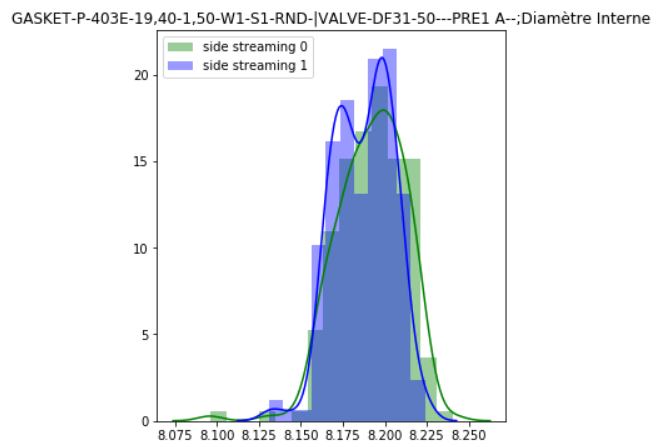 GASKET-P-403E-19,40-1,50-W1-S1-RND-|VALVE-DF31-50---PRE1 A--;Diamètre Interne
side streaming 0
side streaming 1
20
15
10
5
0
8.075 8.100 8.125 8.150 8.175 8.200 8.225 8.250